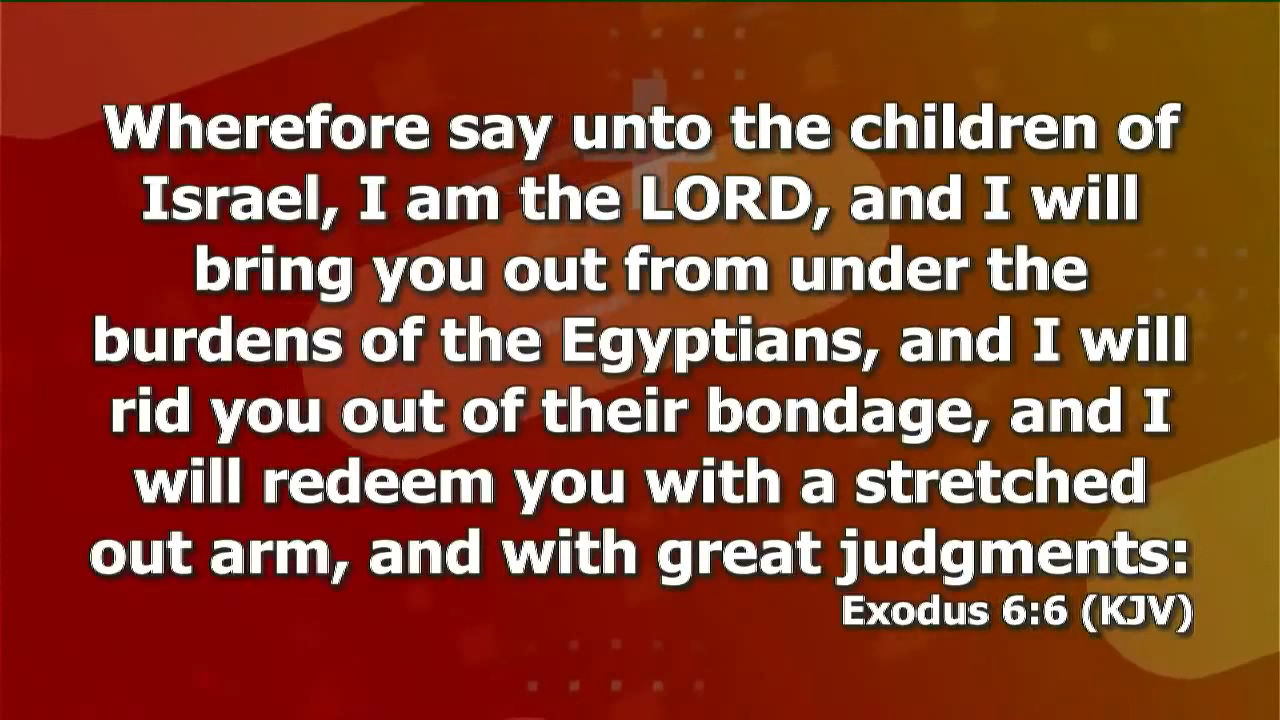 Wherefore say unto the children of
Israel, I am the LORD, and I will
bring you out from under the
burdens of the Egyptians, and I will
rid you out of their bondage, and I
will redeem you with a stretched
out arm, and with great judgments:
Exodus 6:6 (KJV)